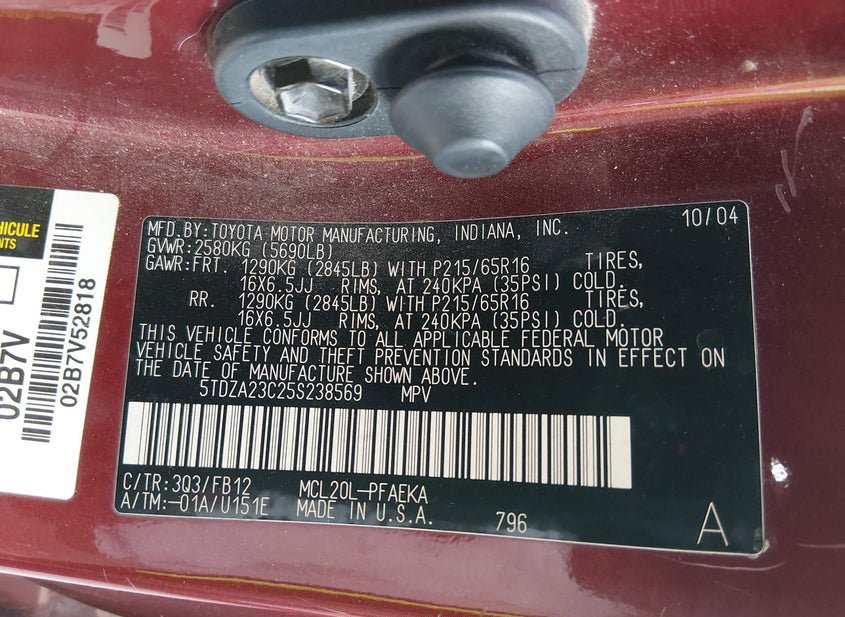 HICULE
NTS
02B7V
02B7V52818
MFD.BY:TOYOTA MOTOR MANUFACTURING, INDIANA, INC. 10/04
GVWR:2580KG (5690LB)
GAWR:FRT. 1290KG (2845LB) WITH P215/65R16 TIRES,
16X6.5JJ RIMS, AT 240KPA (35PSI) COLD.
RR. 1290KG (2845LB) WITH P215/65R16 TIRES,
16X6.5JJ RIMS, AT 240KPA (35PSI) COLD.
THIS VEHICLE CONFORMS TO ALL APPLICABLE FEDERAL MOTOR
VEHICLE SAFETY AND THEFT PREVENTION STANDARDS IN EFFECT ON
THE DATE OF MANUFACTURE SHOWN ABOVE.
5TDZA23C25S238569 MPV
C/TR:3Q3/FB12 MCL20L-PFAEKA
A/TM:-01A/U151E MADE IN U.S.A. 796 A